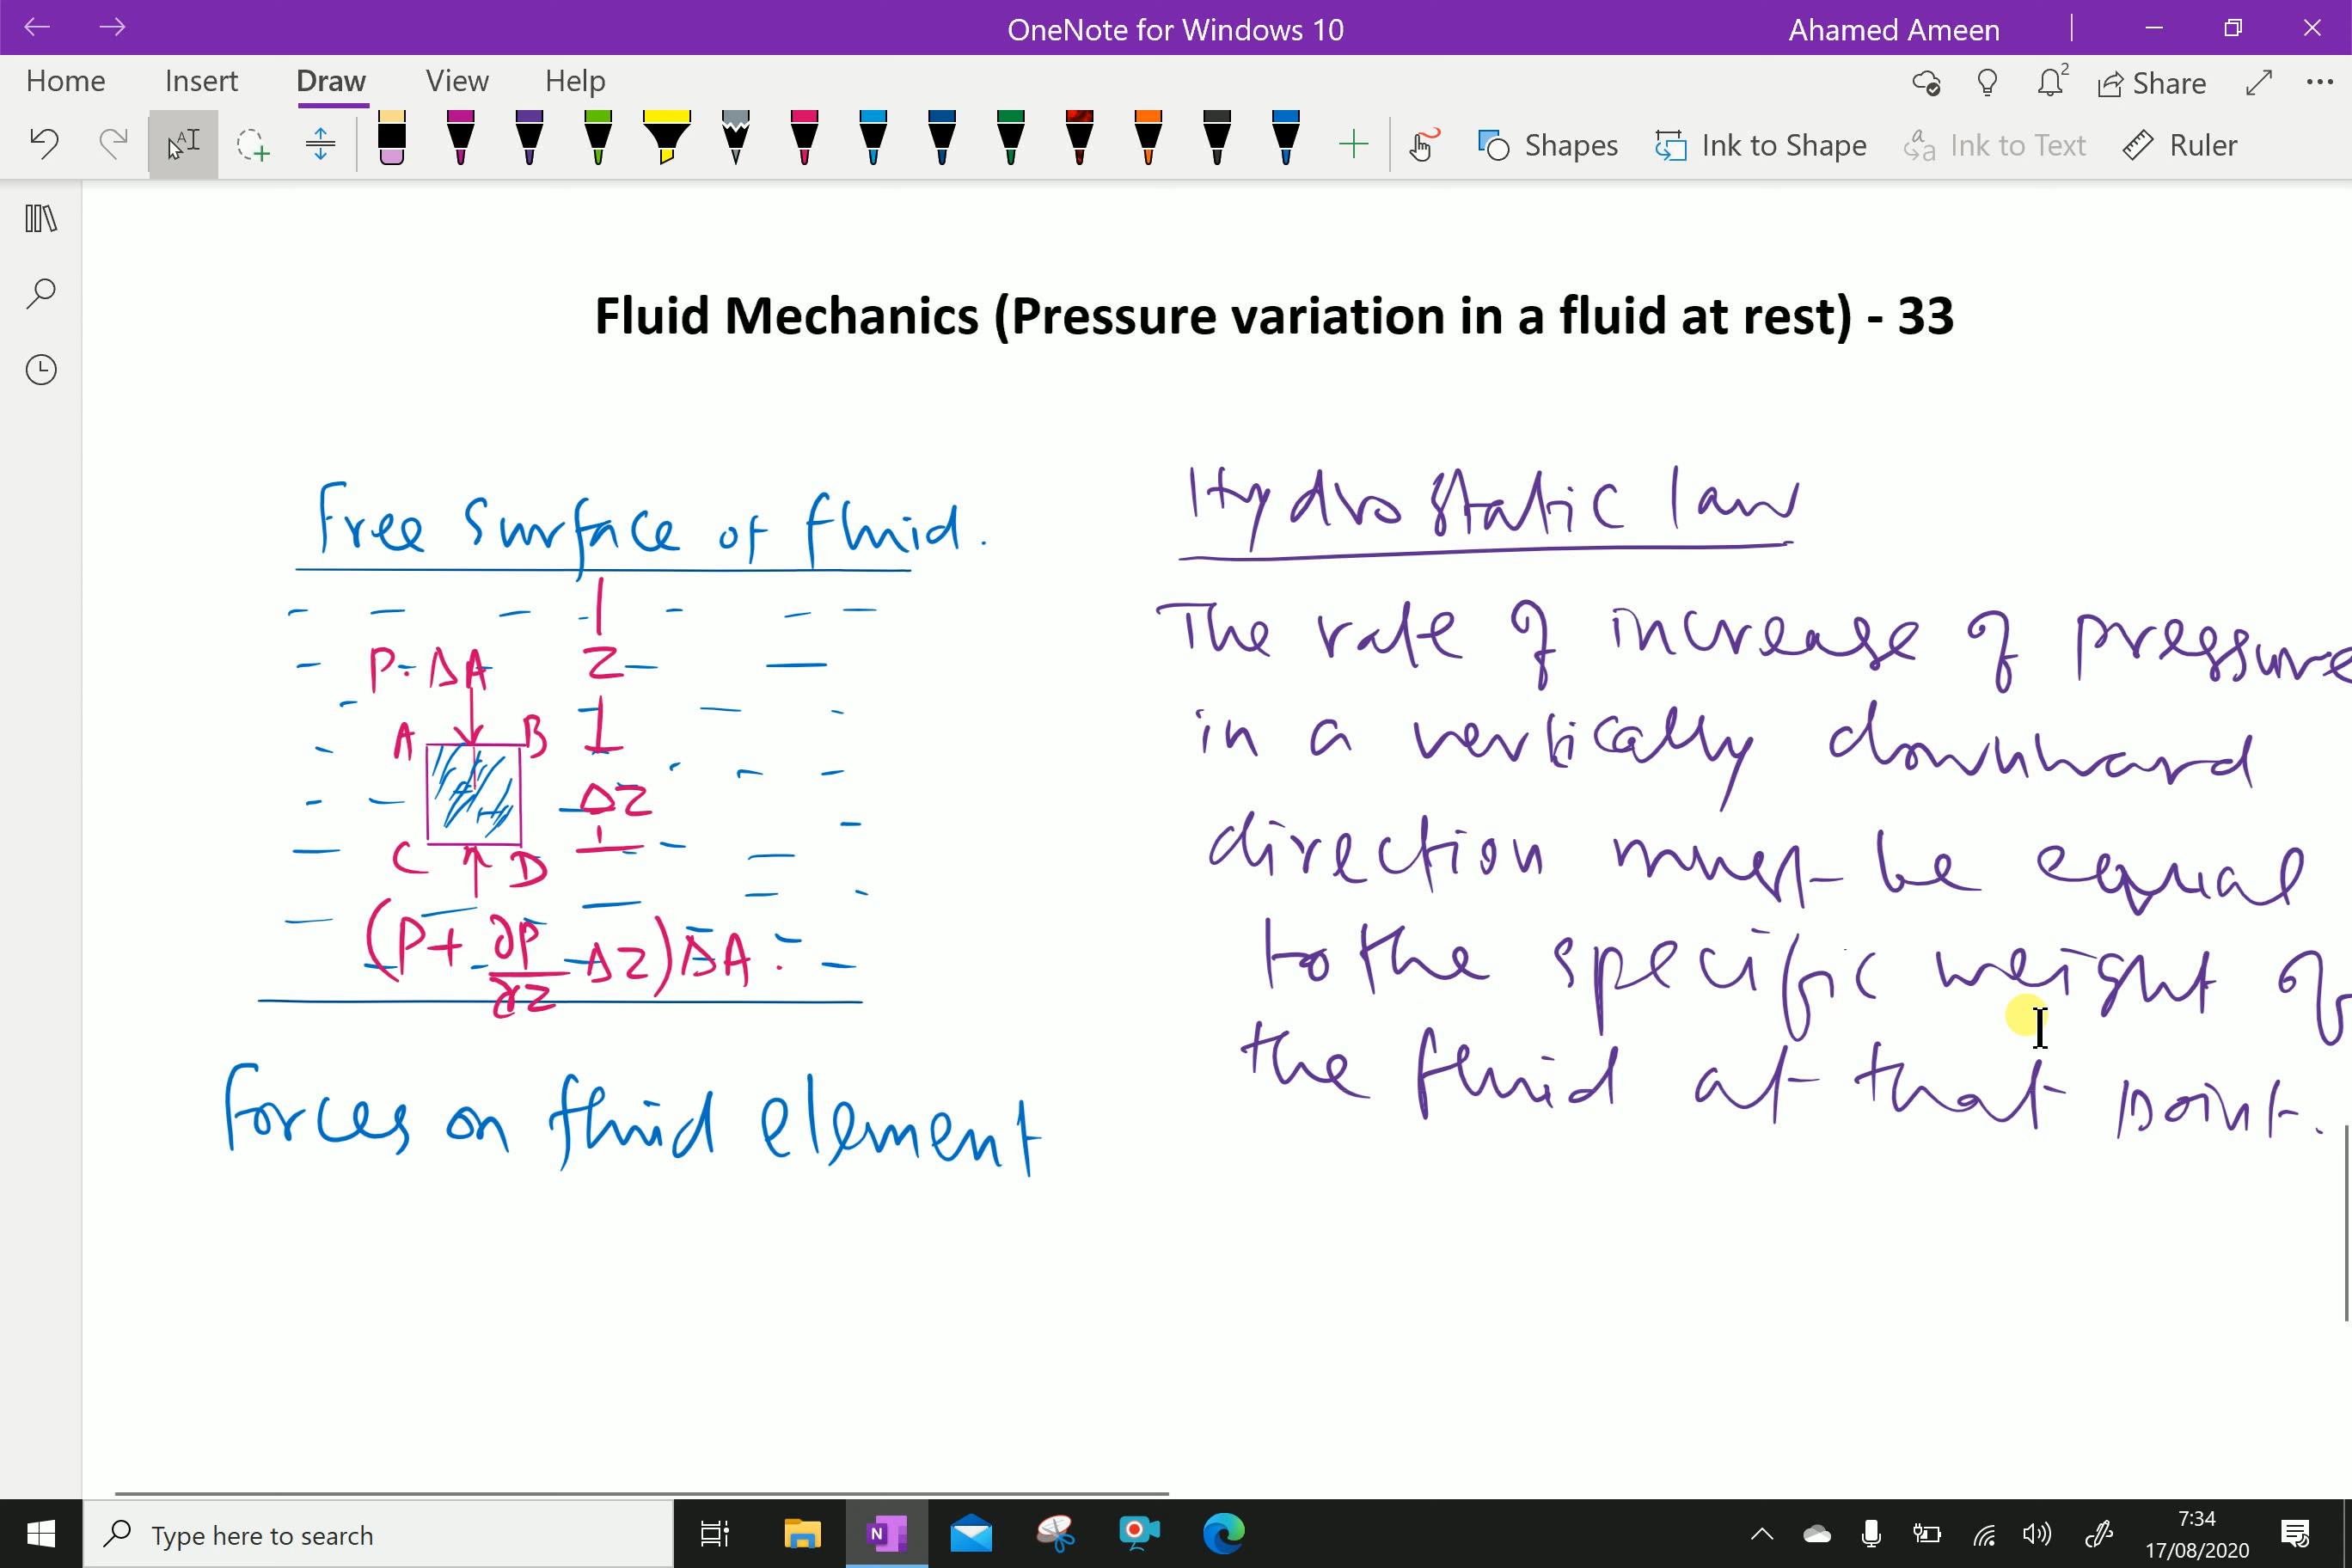 OneNote for Windows 10
Ahamed Ameen
Home Insert Draw View Help
2 Share
Shapes Ink to Shape Ink to Text Ruler
Fluid Mechanics (Pressure variation in a fluid at rest) - 33
Free surface of fluid.
P. ΔA
Z
A B
ΔZ
C D
(P + ∂P/∂Z ΔZ) ΔA.
Forces on fluid element
Hydrostatic law
The rate of increase of pressure
in a vertically downward
direction must be equal
to the specific weight of
the fluid at that point.
Type here to search
N
7:34
17/08/2020